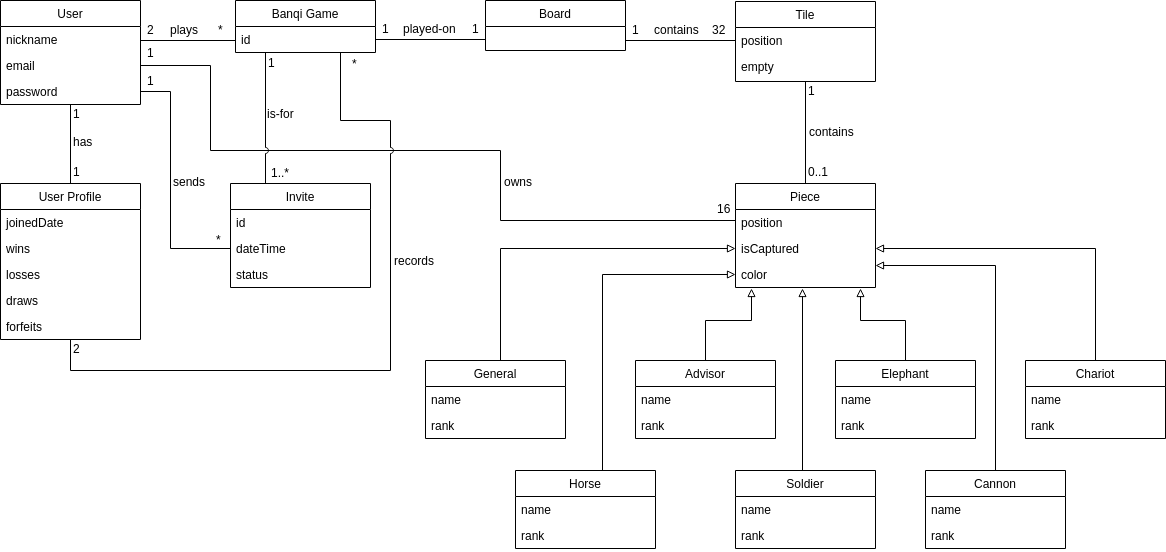 User
2 plays *
Banqi Game
1 played-on 1
Board
1 contains 32
Tile
nickname
email
password
id
position
empty
1
1
1
*
1
has
is-for
contains
1
1
sends
1..*
owns
0..1
16
User Profile
joinedDate
wins
losses
draws
forfeits
2
*
Invite
id
dateTime
status
records
Piece
position
isCaptured
color
General
name
rank
Advisor
name
rank
Elephant
name
rank
Chariot
name
rank
Horse
name
rank
Soldier
name
rank
Cannon
name
rank